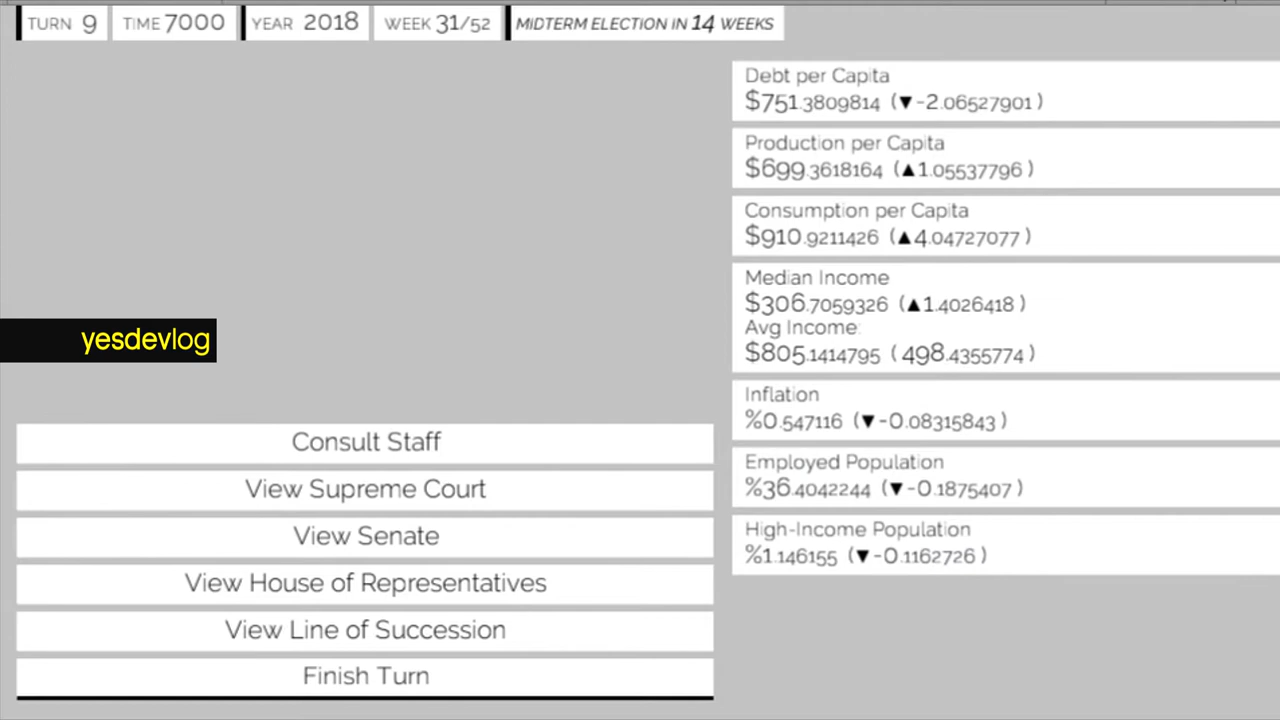 TURN 9 TIME 7000 YEAR 2018 WEEK 31/52 MIDTERM ELECTION IN 14 WEEKS
Debt per Capita
$751.3809814 (▼-2.06527901 )
Production per Capita
$699.3618164 (▲1.05537796 )
Consumption per Capita
$910.9211426 (▲4.04727077 )
Median Income
$306.7059326 (▲1.4026418 )
Avg Income:
$805.1414795 ( 498.4355774 )
Inflation
%0.547116 (▼-0.08315843 )
Employed Population
%36.4042244 (▼-0.1875407 )
High-Income Population
%1.146155 (▼-0.1162726 )
yesdevlog
Consult Staff
View Supreme Court
View Senate
View House of Representatives
View Line of Succession
Finish Turn